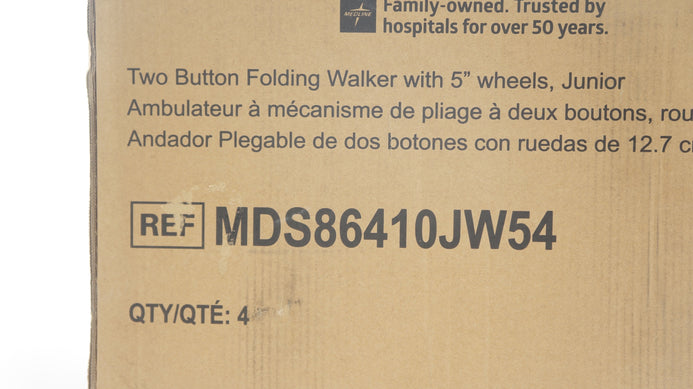 Family-owned. Trusted by
MEDLINE
hospitals for over 50 years.
Two Button Folding Walker with 5” wheels, Junior
Ambulateur à mécanisme de pliage à deux boutons, rou
Andador Plegable de dos botones con ruedas de 12.7 c
REF MDS86410JW54
QTY/QTÉ: 4